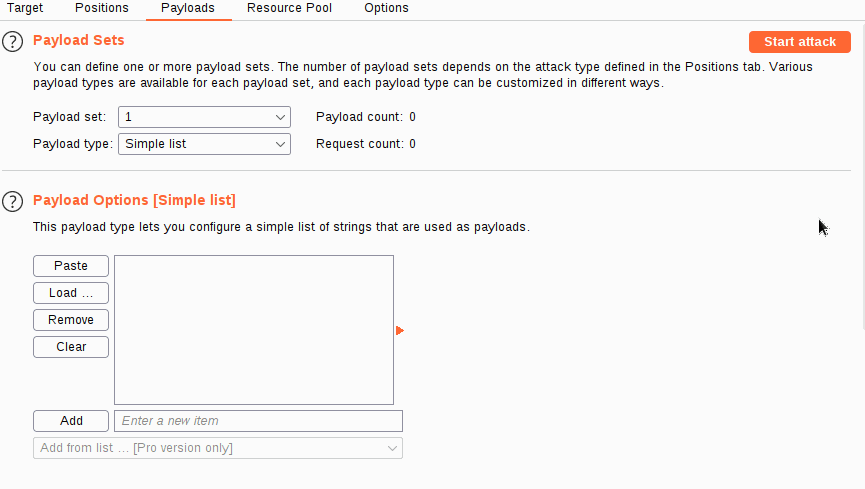 Target Positions Payloads Resource Pool Options
? Payload Sets Start attack
You can define one or more payload sets. The number of payload sets depends on the attack type defined in the Positions tab. Various
payload types are available for each payload set, and each payload type can be customized in different ways.
Payload set: 1 Payload count: 0
Payload type: Simple list Request count: 0
? Payload Options [Simple list]
This payload type lets you configure a simple list of strings that are used as payloads.
Paste
Load ...
Remove
Clear
Add Enter a new item
Add from list ... [Pro version only]